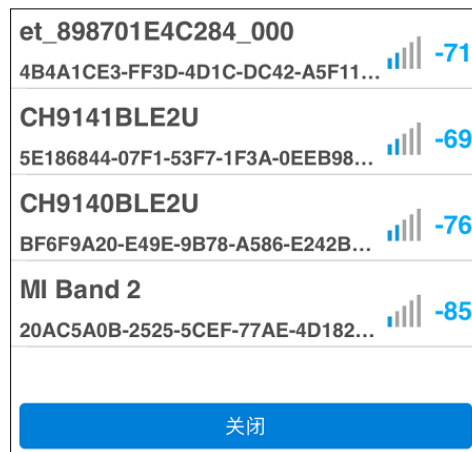 et_898701E4C284_000
-71
4B4A1CE3-FF3D-4D1C-DC42-A5F11...
CH9141BLE2U
-69
5E186844-07F1-53F7-1F3A-0EEB98...
CH9140BLE2U
-76
BF6F9A20-E49E-9B78-A586-E242B...
MI Band 2
-85
20AC5A0B-2525-5CEF-77AE-4D182...
关闭